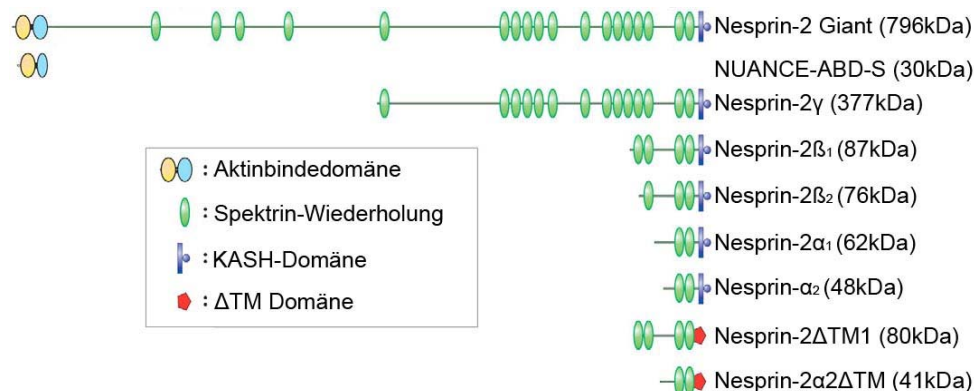 Nesprin-2 Giant (796kDa)
NUANCE-ABD-S (30kDa)
Nesprin-2γ (377kDa)
Nesprin-2ß₁ (87kDa)
Nesprin-2ß₂ (76kDa)
Nesprin-2α₁ (62kDa)
Nesprin-α₂ (48kDa)
Nesprin-2ΔTM1 (80kDa)
Nesprin-2α2ΔTM (41kDa)
: Aktinbindedomäne
: Spektrin-Wiederholung
: KASH-Domäne
: ΔTM Domäne